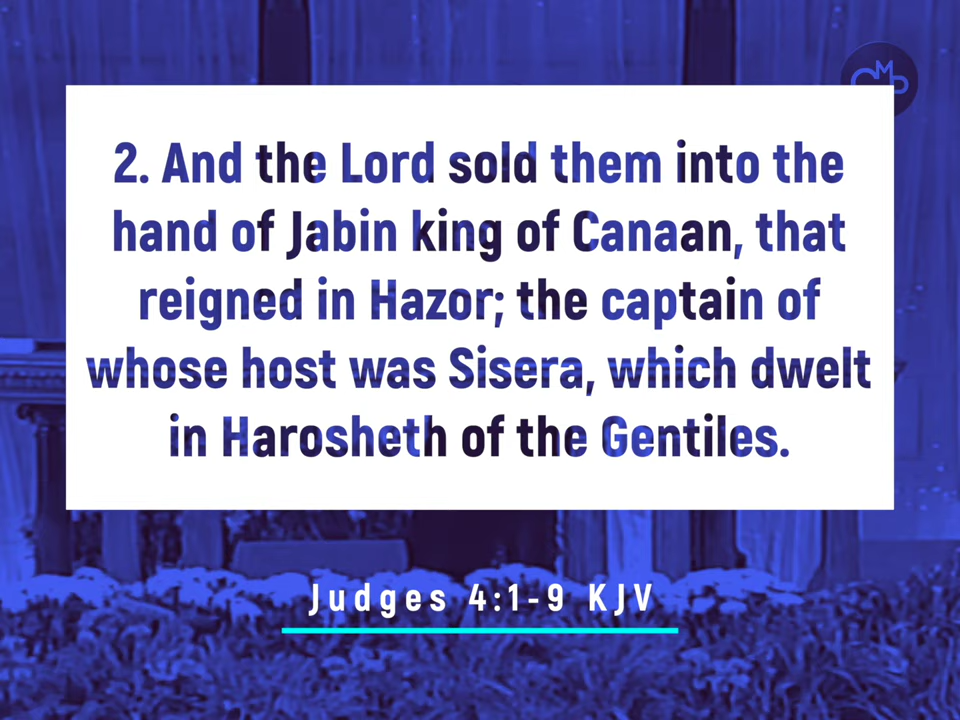 2. And the Lord sold them into the
hand of Jabin king of Canaan, that
reigned in Hazor; the captain of
whose host was Sisera, which dwelt
in Harosheth of the Gentiles.
Judges 4:1-9 KJV